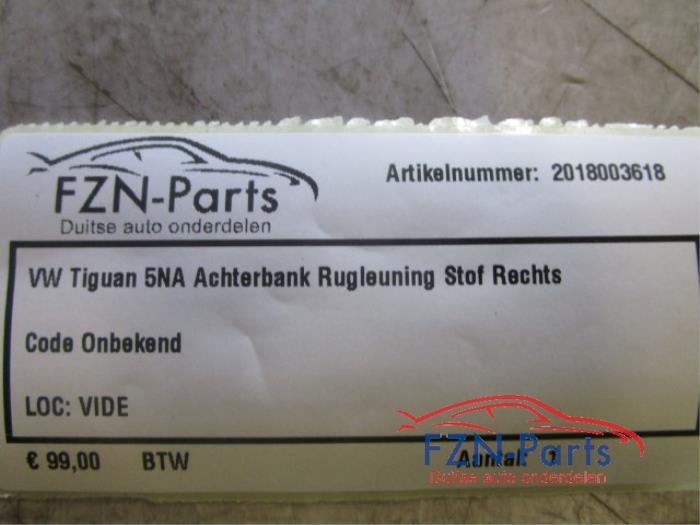 FZN-Parts
Duitse auto onderdelen
Artikelnummer: 2018003618
VW Tiguan 5NA Achterbank Rugleuning Stof Rechts
Code Onbekend
LOC: VIDE
€ 99,00 BTW Aantal: 1
FZN-Parts
Duitse auto onderdelen